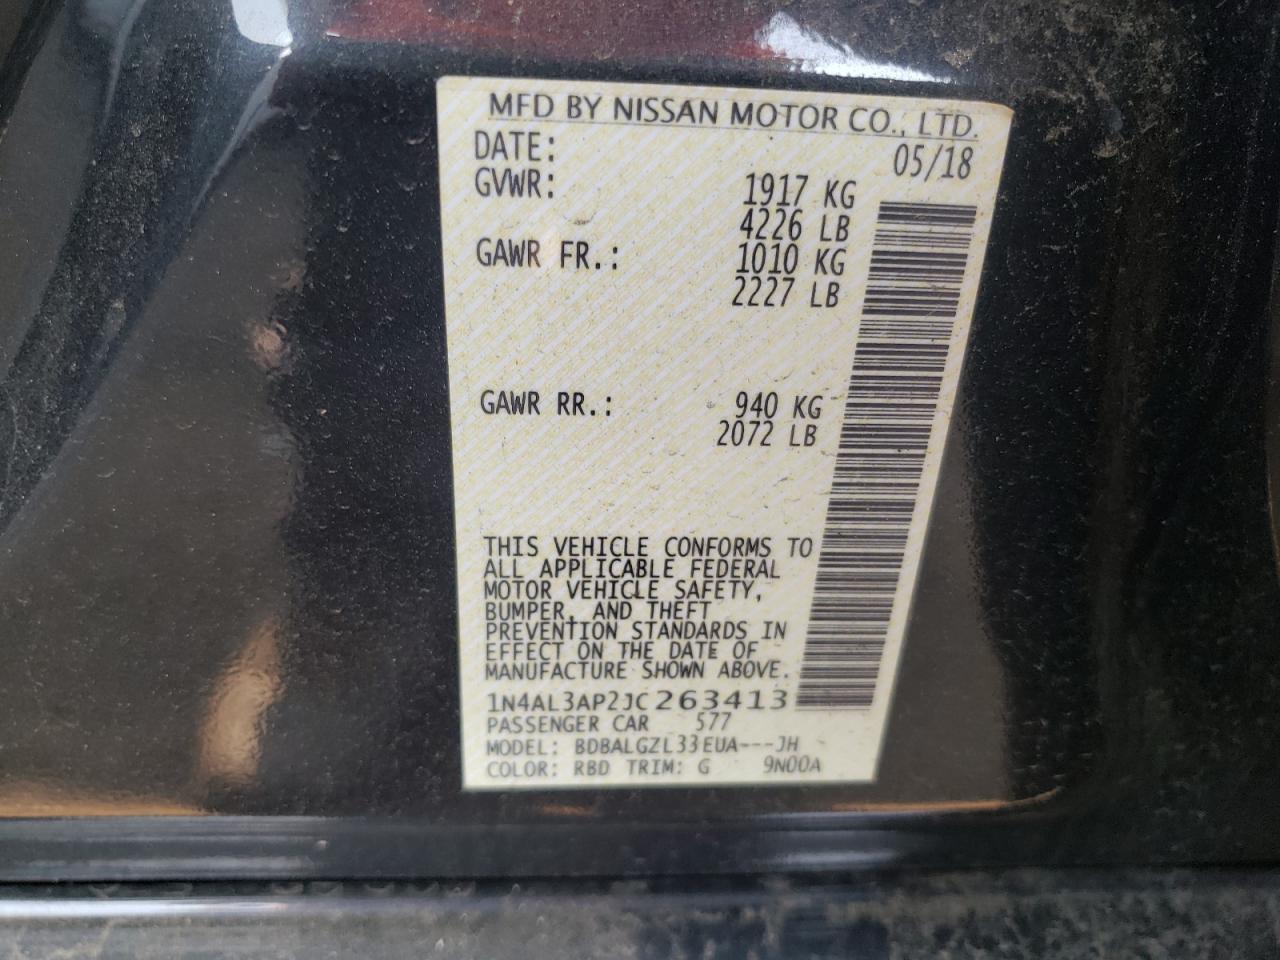 MFD BY NISSAN MOTOR CO., LTD.
DATE: 05/18
GVWR: 1917 KG
4226 LB
GAWR FR.: 1010 KG
2227 LB
GAWR RR.: 940 KG
2072 LB
THIS VEHICLE CONFORMS TO
ALL APPLICABLE FEDERAL
MOTOR VEHICLE SAFETY,
BUMPER, AND THEFT
PREVENTION STANDARDS IN
EFFECT ON THE DATE OF
MANUFACTURE SHOWN ABOVE.
1N4AL3AP2JC263413
PASSENGER CAR 577
MODEL: BDBALGZL33EUA---JH
COLOR: RBD TRIM: G 9N00A